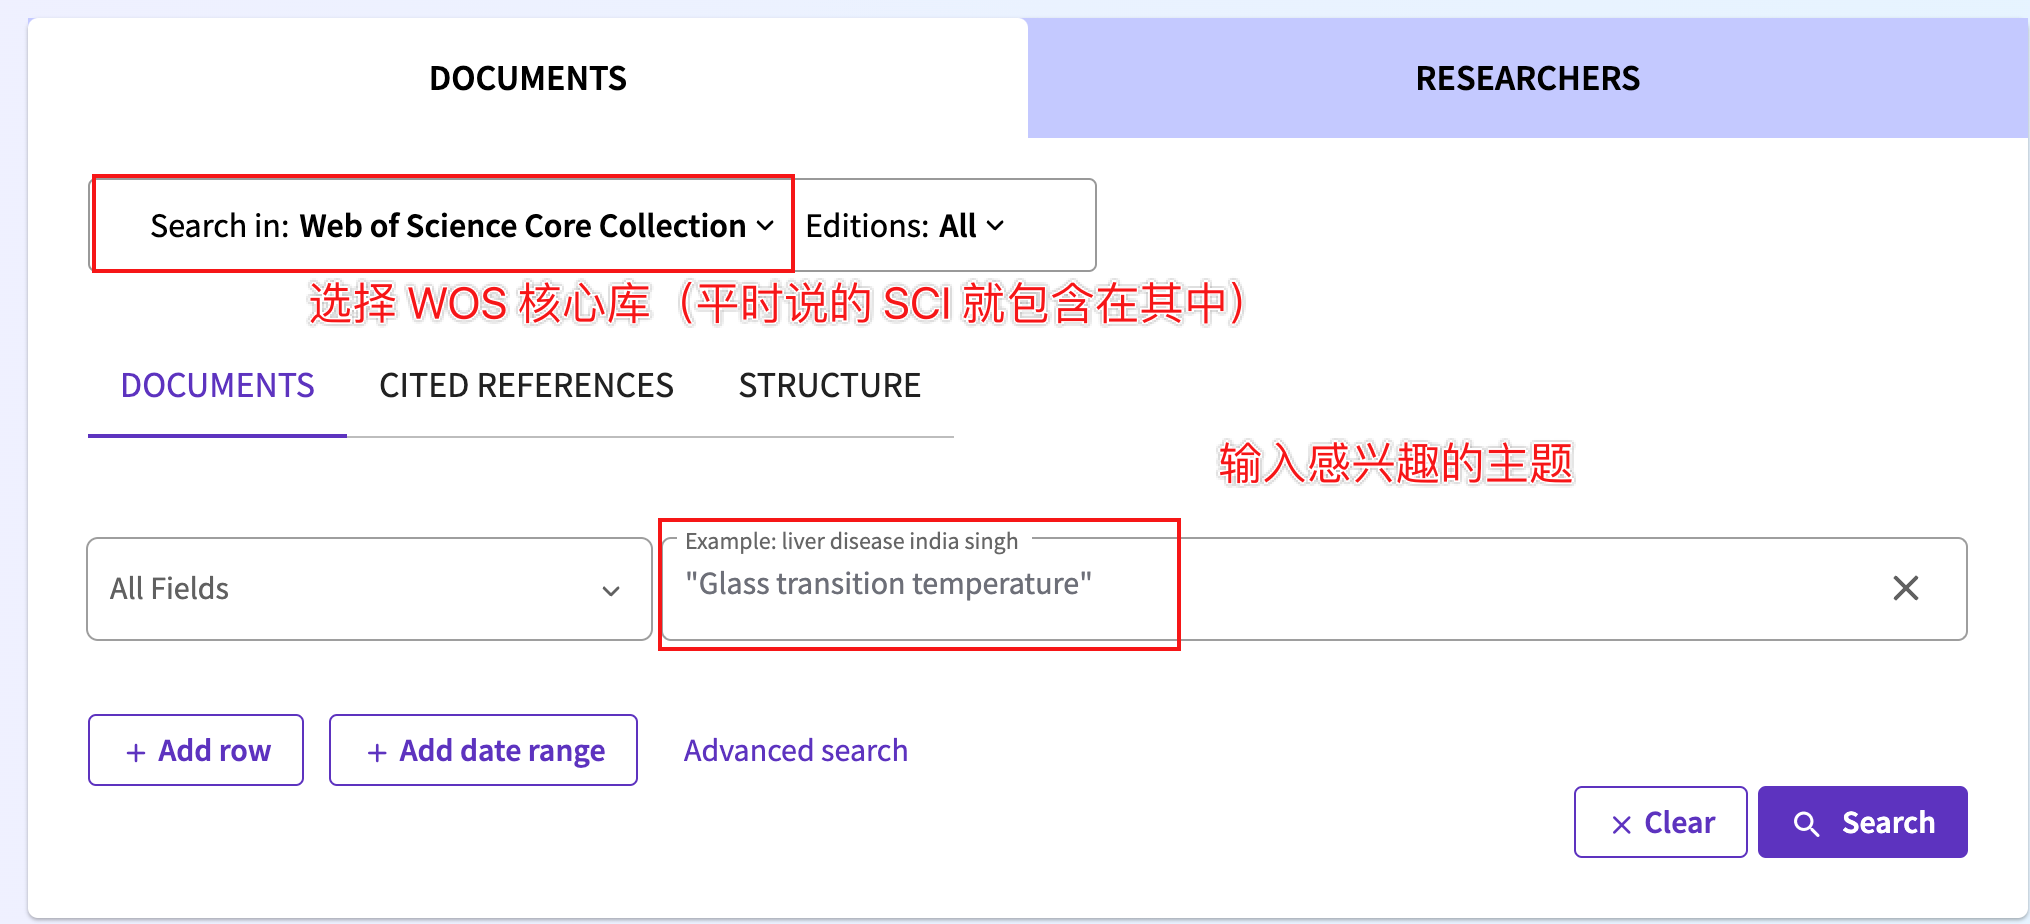 DOCUMENTS
RESEARCHERS
Search in: Web of Science Core Collection
Editions: All
选择 WOS 核心库（平时说的 SCI 就包含在其中）
DOCUMENTS
CITED REFERENCES
STRUCTURE
输入感兴趣的主题
All Fields
Example: liver disease india singh
"Glass transition temperature"
+ Add row
+ Add date range
Advanced search
× Clear
Search